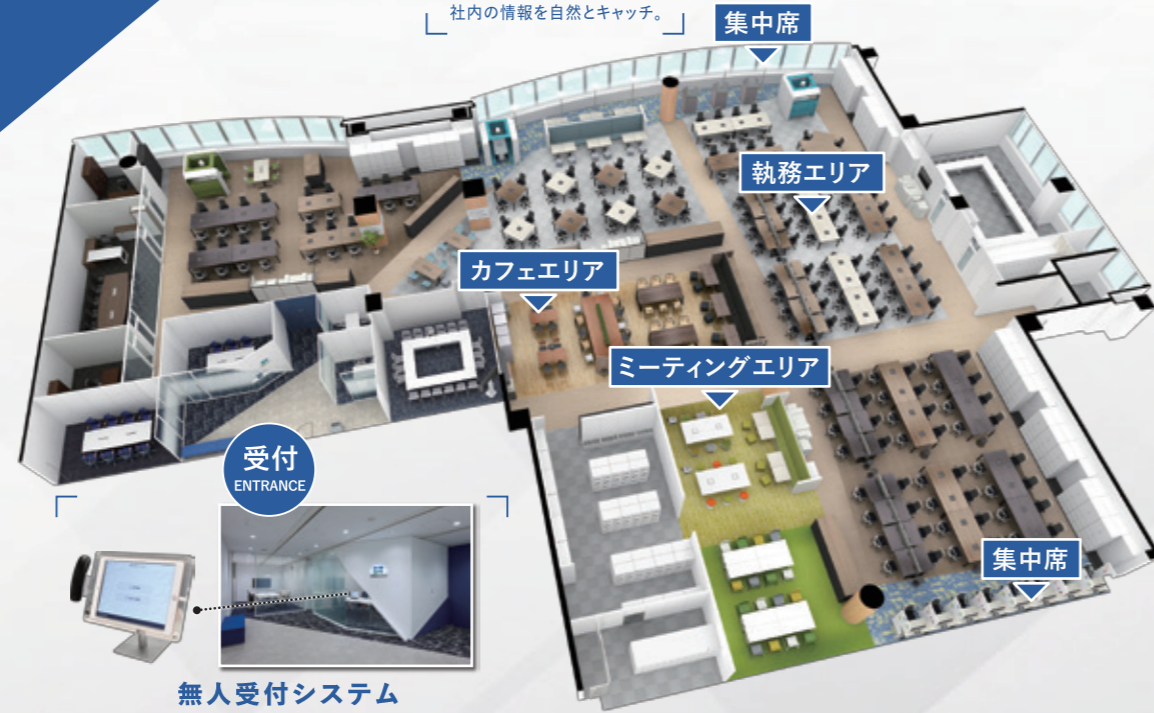 社内の情報を自然とキャッチ。
集中席
執務エリア
カフェエリア
ミーティングエリア
受付
ENTRANCE
集中席
無人受付システム